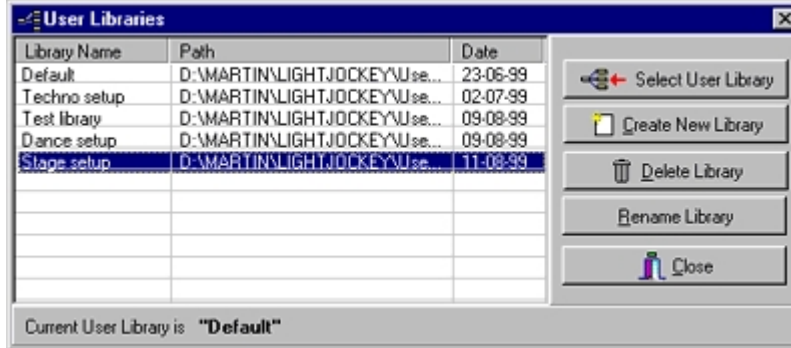 User Libraries
Library Name Path Date
Default D:\MARTIN\LIGHTJOCKEY\Use... 23-06-99
Techno setup D:\MARTIN\LIGHTJOCKEY\Use... 02-07-99
Test library D:\MARTIN\LIGHTJOCKEY\Use... 09-08-99
Dance setup D:\MARTIN\LIGHTJOCKEY\Use... 09-08-99
Stage setup D:\MARTIN\LIGHTJOCKEY\Use... 11-08-99
Select User Library
Create New Library
Delete Library
Rename Library
Close
Current User Library is "Default"